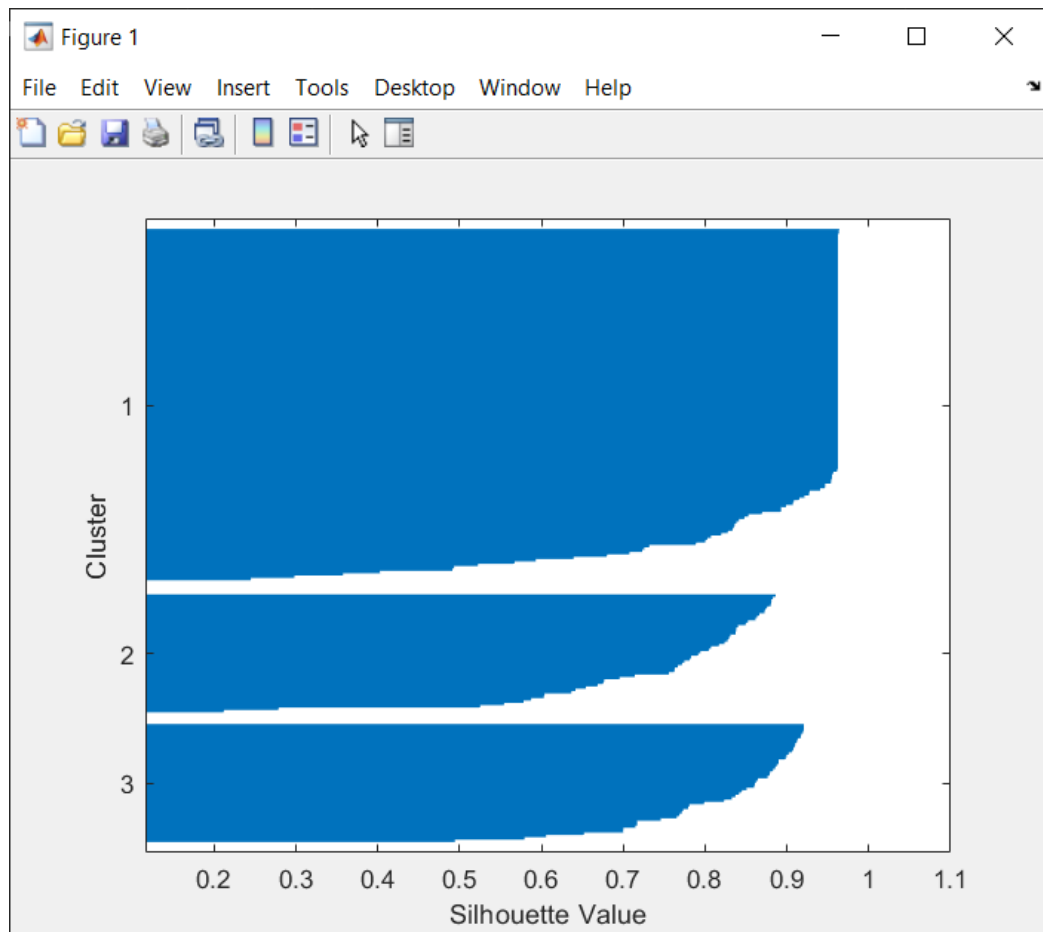 Figure 1
File Edit View Insert Tools Desktop Window Help
1
2
3
Cluster
0.2 0.3 0.4 0.5 0.6 0.7 0.8 0.9 1 1.1
Silhouette Value